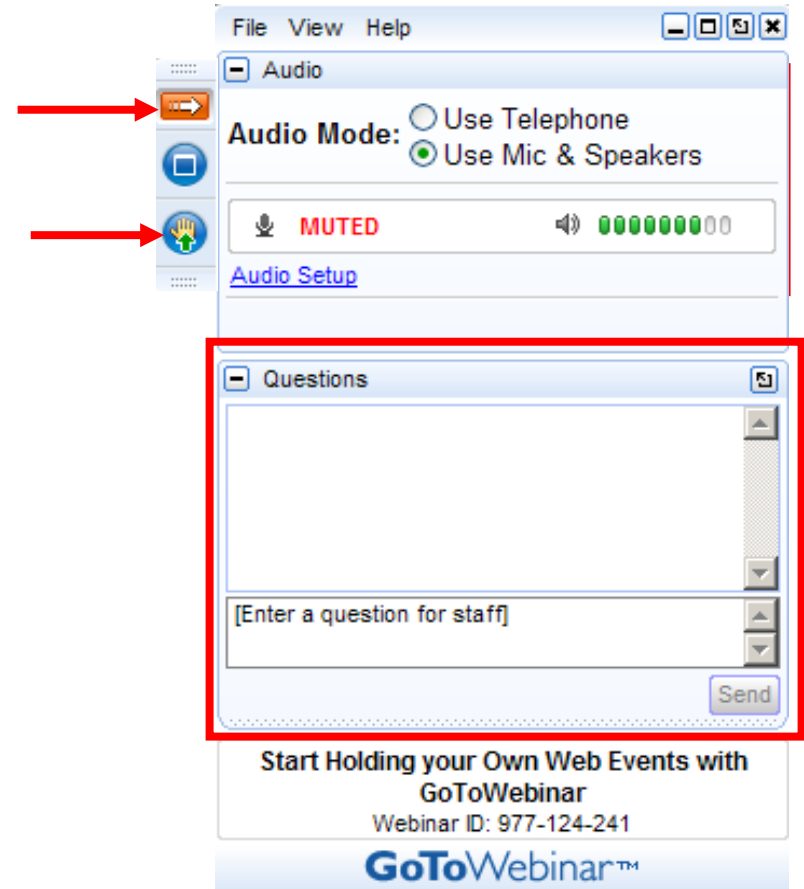 File View Help
Audio
Audio Mode:
Use Telephone
Use Mic & Speakers
MUTED
Audio Setup
Questions
[Enter a question for staff]
Send
Start Holding your Own Web Events with
GoToWebinar
Webinar ID: 977-124-241
GoToWebinar™